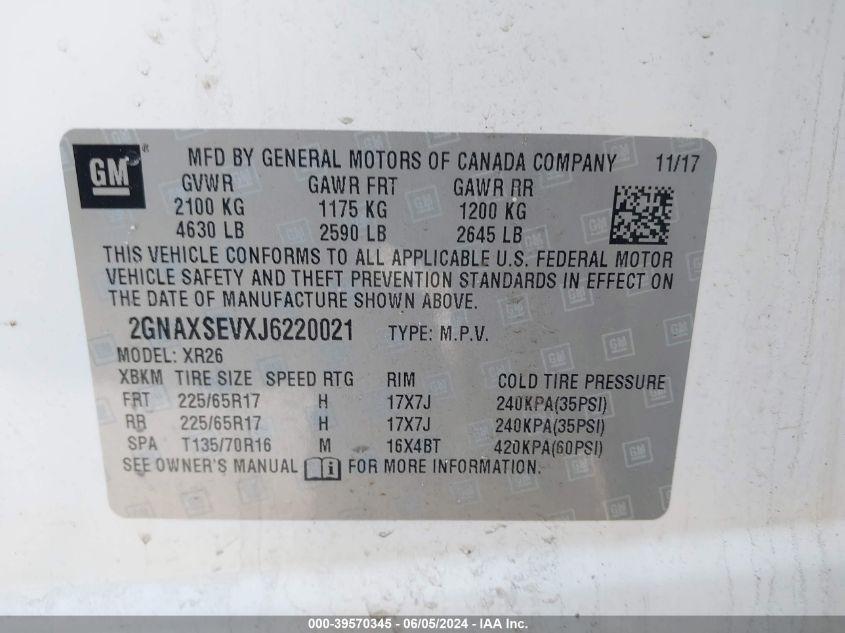 GM ® MFD BY GENERAL MOTORS OF CANADA COMPANY 11/17
GVWR GAWR FRT GAWR RR
2100 KG 1175 KG 1200 KG
4630 LB 2590 LB 2645 LB
THIS VEHICLE CONFORMS TO ALL APPLICABLE U.S. FEDERAL MOTOR
VEHICLE SAFETY AND THEFT PREVENTION STANDARDS IN EFFECT ON
THE DATE OF MANUFACTURE SHOWN ABOVE.
2GNAXSEVXJ6220021 TYPE: M.P.V.
MODEL: XR26
XBKM TIRE SIZE SPEED RTG RIM COLD TIRE PRESSURE
FRT 225/65R17 H 17X7J 240KPA(35PSI)
RR 225/65R17 H 17X7J 240KPA(35PSI)
SPA T135/70R16 M 16X4BT 420KPA(60PSI)
SEE OWNER'S MANUAL FOR MORE INFORMATION.
000-39570345 - 06/05/2024 - IAA Inc.